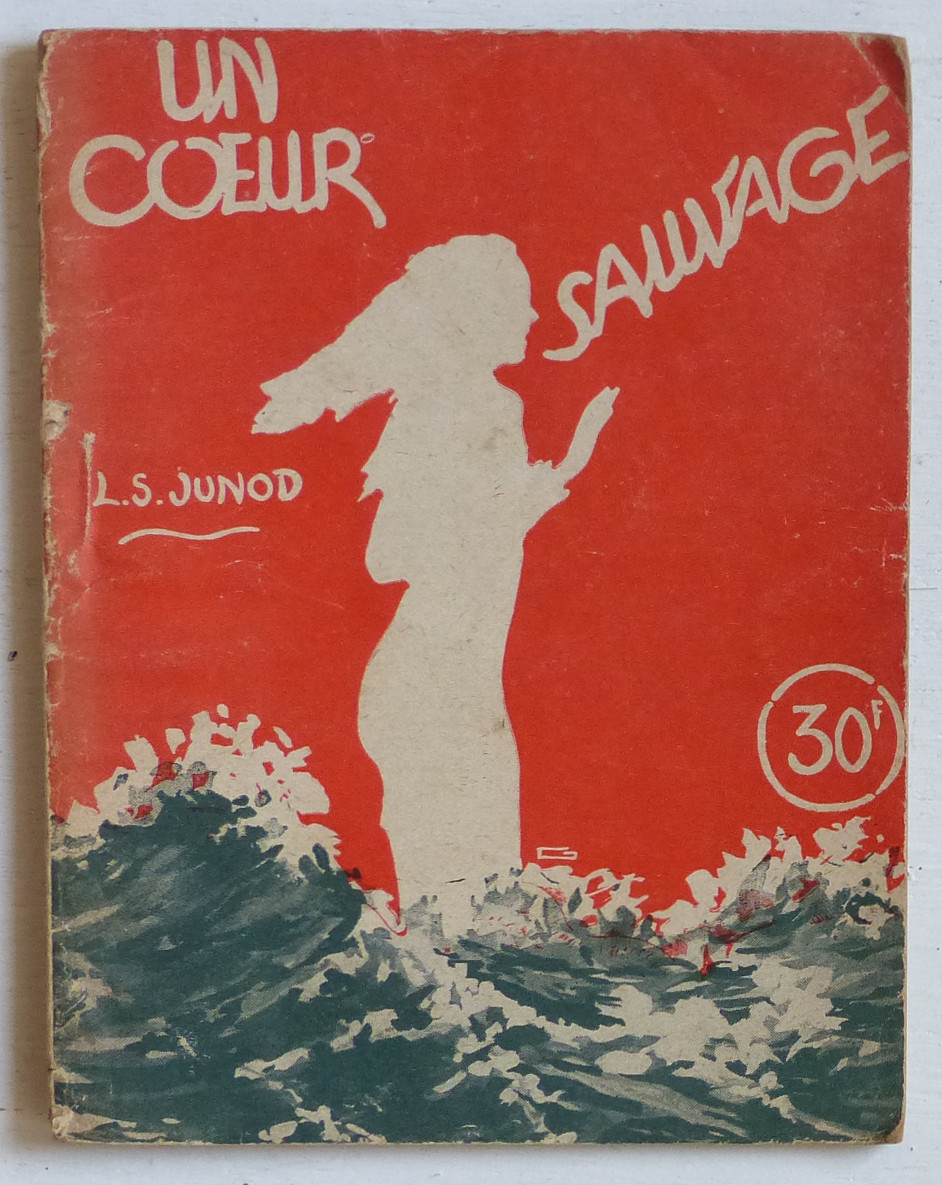 UN
COEUR
SAUVAGE
L.S. JUNOD
30F
G